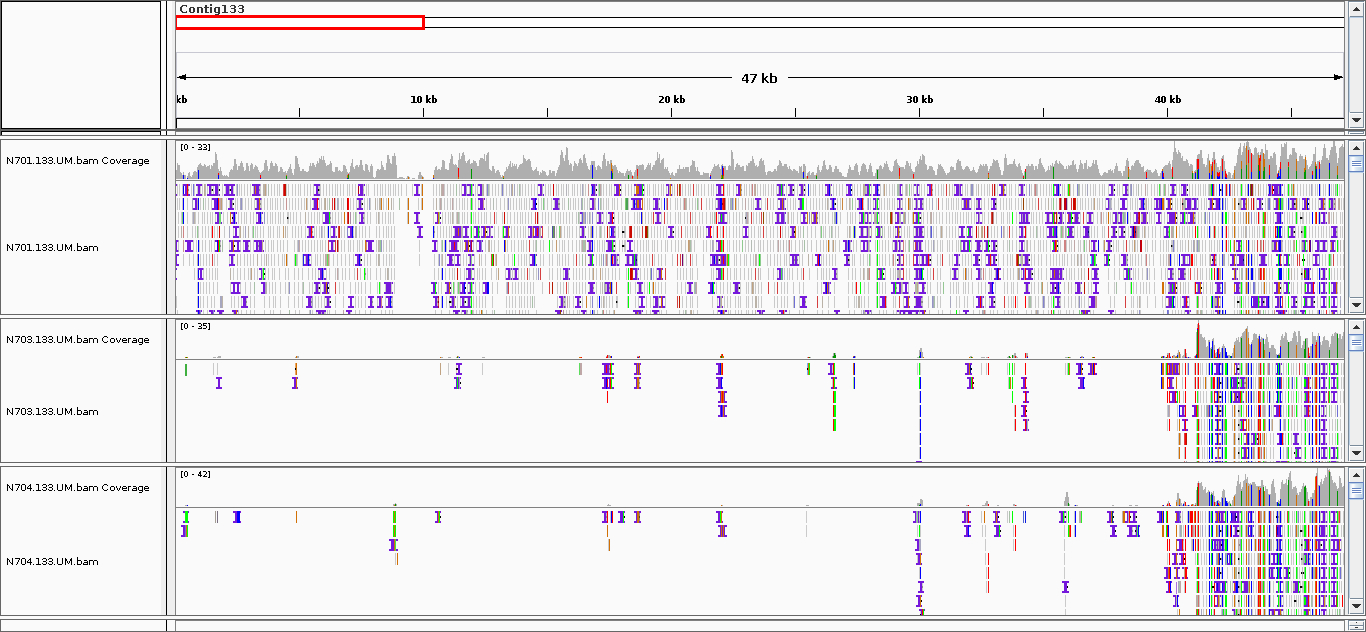 Contig133
47 kb
kb 10 kb 20 kb 30 kb 40 kb
[0 - 33]
N701.133.UM.bam Coverage
N701.133.UM.bam
[0 - 35]
N703.133.UM.bam Coverage
N703.133.UM.bam
[0 - 42]
N704.133.UM.bam Coverage
N704.133.UM.bam